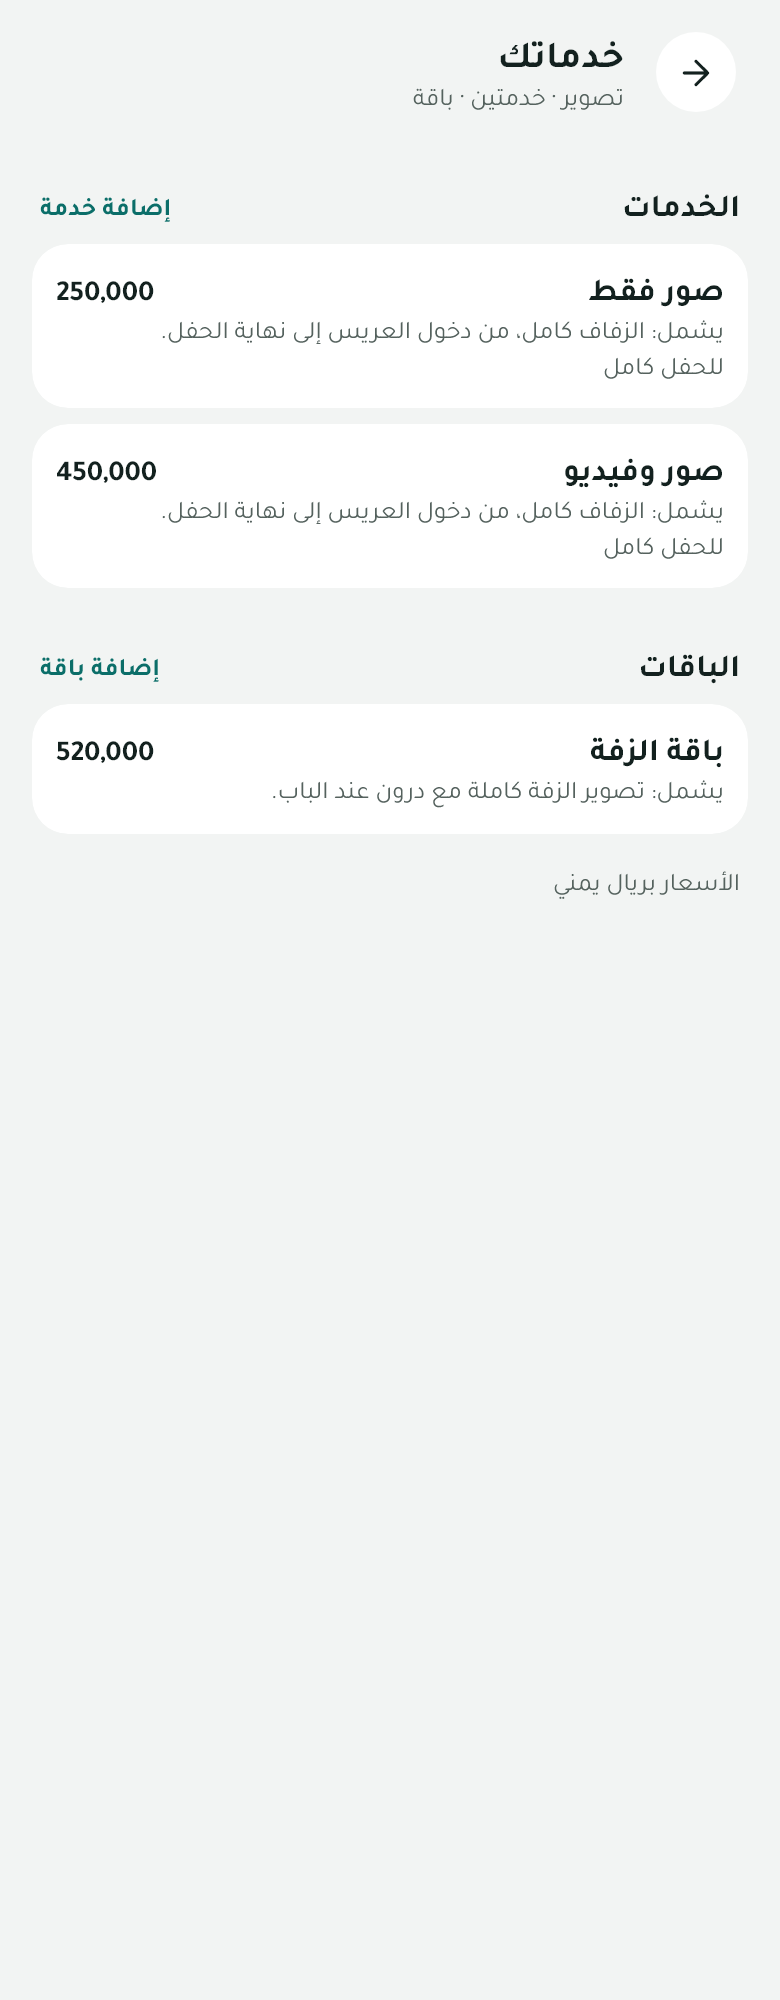 خدماتك
تصوير · خدمتين · باقة
الخدمات
إضافة خدمة
صور فقط
250,000
يشمل: الزفاف كامل، من دخول العريس إلى نهاية الحفل.
للحفل كامل
صور وفيديو
450,000
يشمل: الزفاف كامل، من دخول العريس إلى نهاية الحفل.
للحفل كامل
الباقات
إضافة باقة
باقة الزفة
520,000
يشمل: تصوير الزفة كاملة مع درون عند الباب.
الأسعار بريال يمني